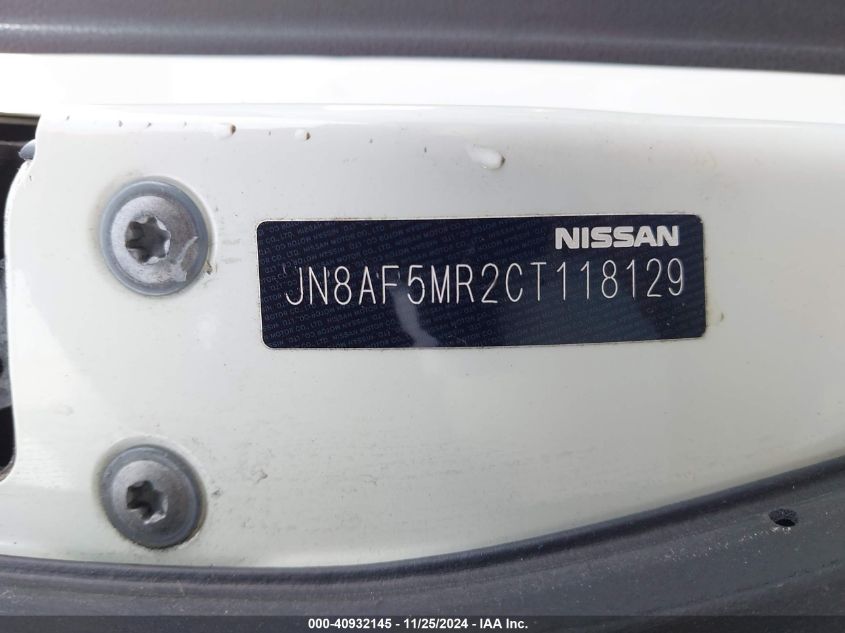 NISSAN
JN8AF5MR2CT118129
000-40932145 - 11/25/2024 - IAA Inc.